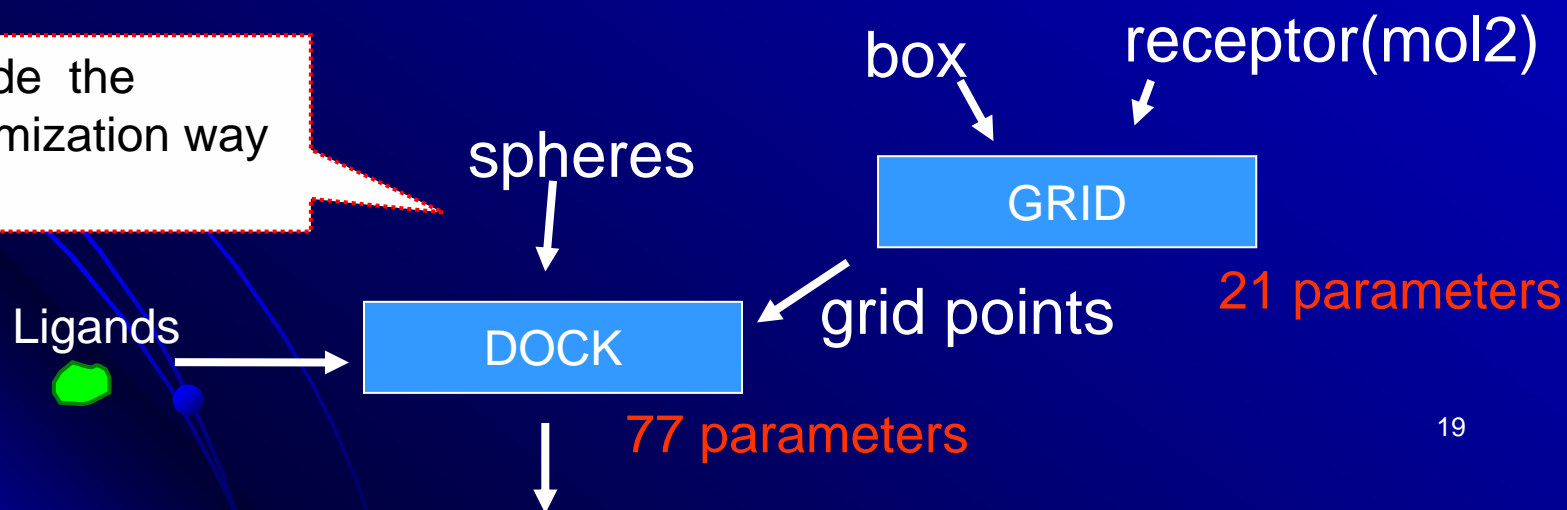 de the
mization way
box
receptor(mol2)
spheres
GRID
grid points
21 parameters
Ligands
DOCK
77 parameters
19